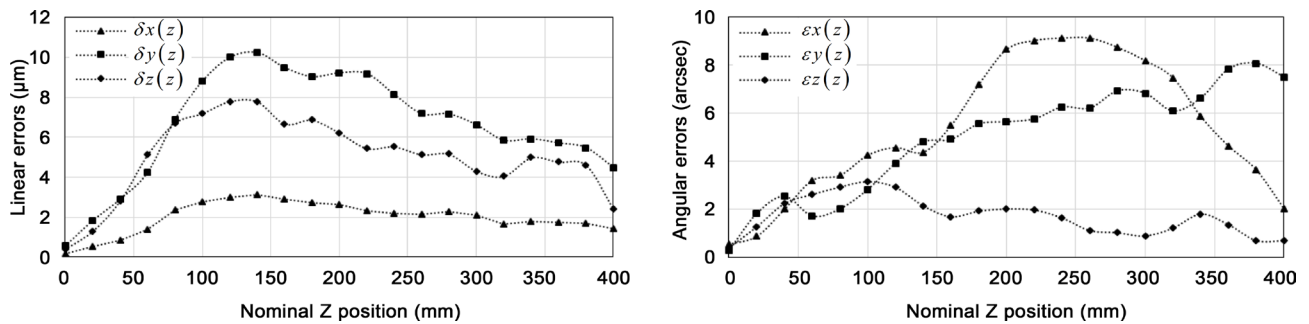 Linear errors (μm)
12
10
8
6
4
2
0
δx(z)
δy(z)
δz(z)
0 50 100 150 200 250 300 350 400
Nominal Z position (mm)
Angular errors (arcsec)
10
8
6
4
2
0
εx(z)
εy(z)
εz(z)
0 50 100 150 200 250 300 350 400
Nominal Z position (mm)